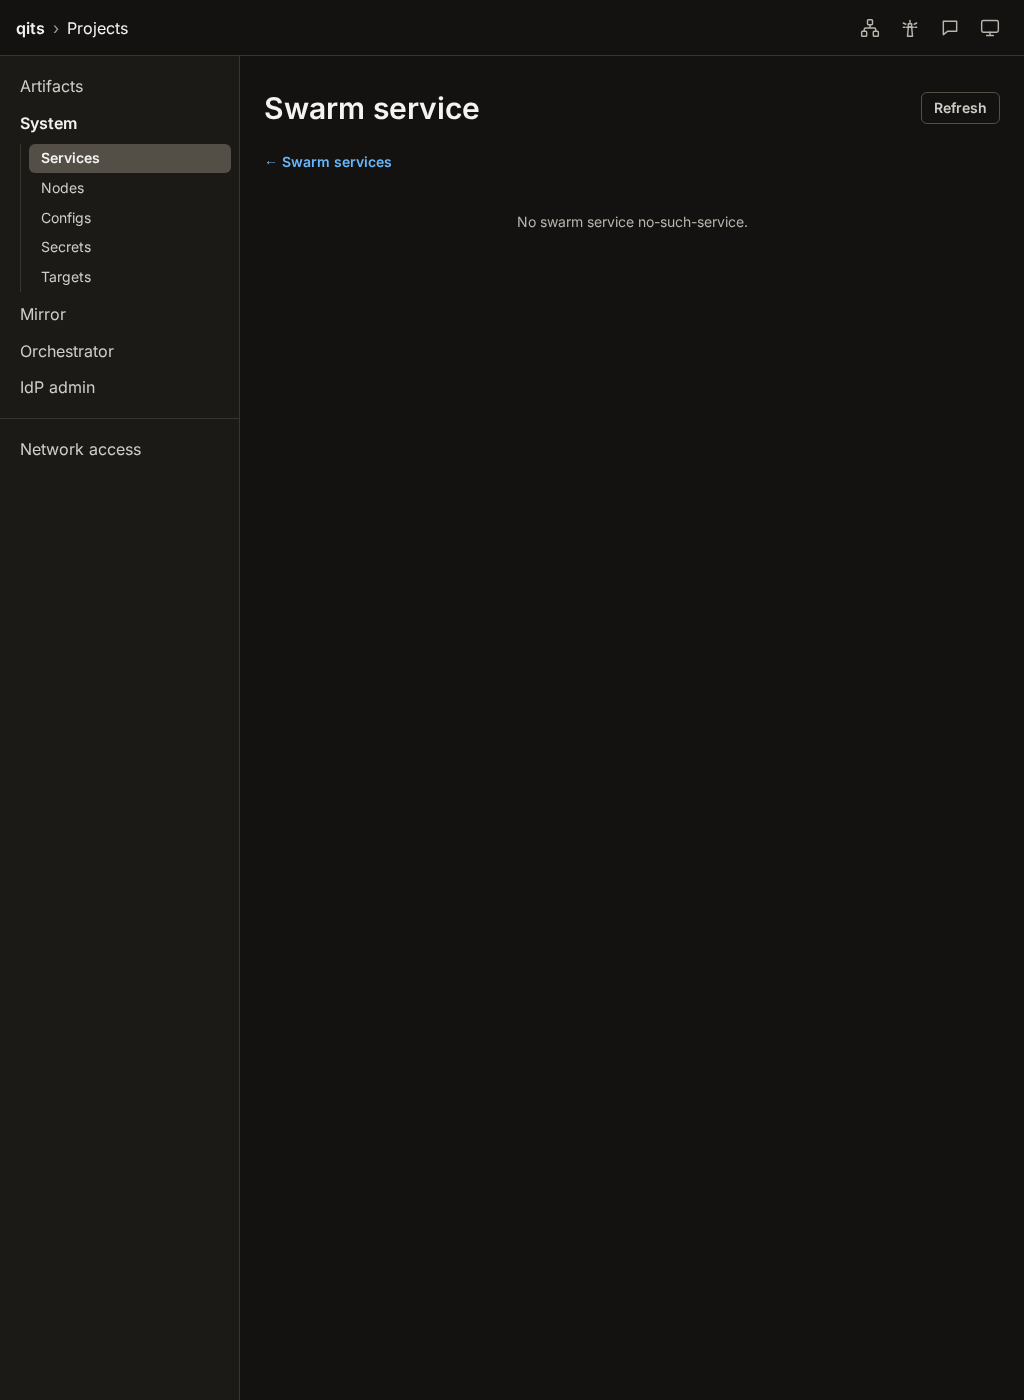 qits › Projects
Artifacts
System
Services
Nodes
Configs
Secrets
Targets
Mirror
Orchestrator
IdP admin
Network access
Swarm service
Refresh
← Swarm services
No swarm service no-such-service.